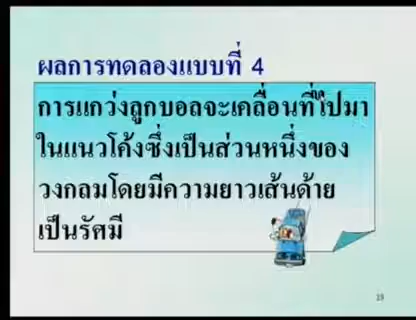 ผลการทดลองแบบที่ 4
การแกว่งลูกบอลจะเคลื่อนที่ไปมา
ในแนวโค้งซึ่งเป็นส่วนหนึ่งของ
วงกลมโดยมีความยาวเส้นด้าย
เป็นรัศมี